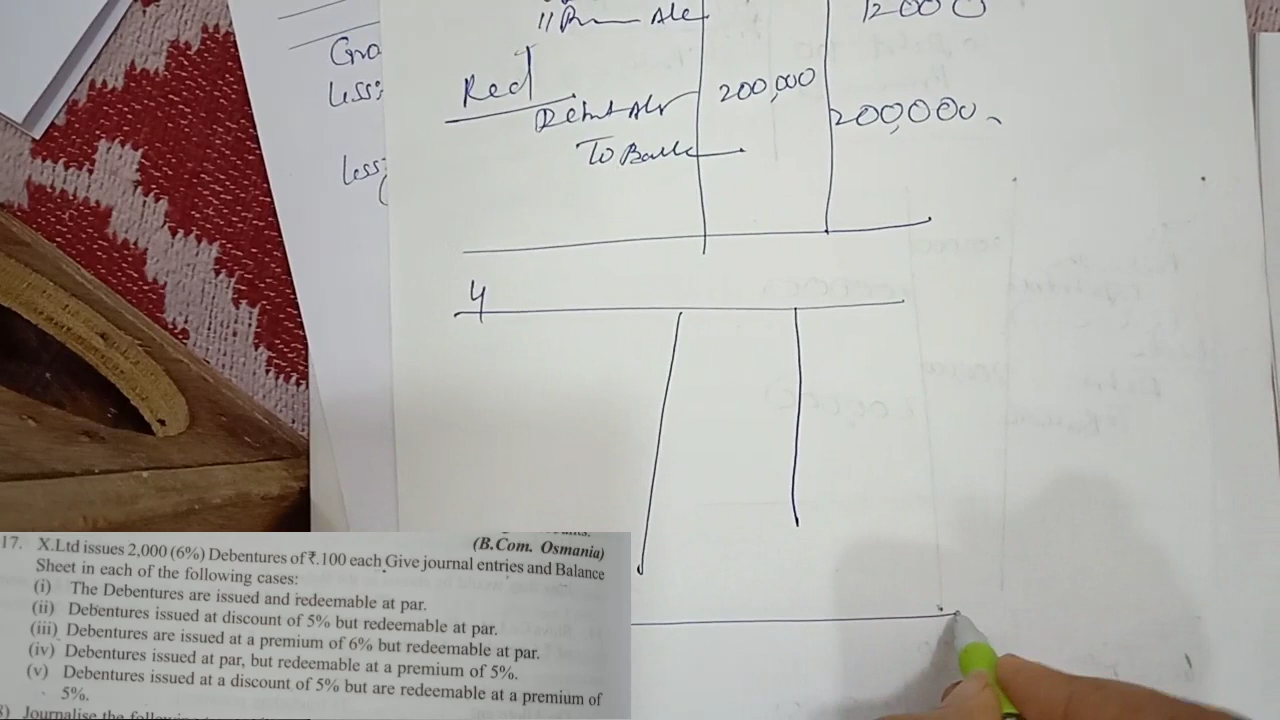 12000
Gro
Less:
Less:
Red
Debent A/c 200,000
To Bank 200,000
4
(B.Com. Osmania)
17. X.Ltd issues 2,000 (6%) Debentures of ₹.100 each Give journal entries and Balance
Sheet in each of the following cases:
(i) The Debentures are issued and redeemable at par.
(ii) Debentures issued at discount of 5% but redeemable at par.
(iii) Debentures are issued at a premium of 6% but redeemable at par.
(iv) Debentures issued at par, but redeemable at a premium of 5%.
(v) Debentures issued at a discount of 5% but are redeemable at a premium of
5%.
Journalise the